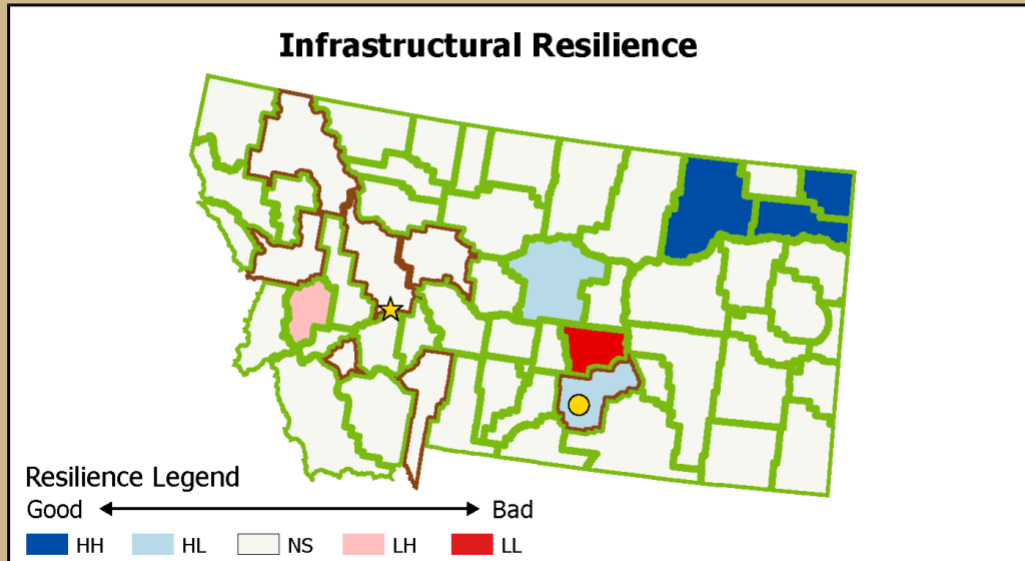 Infrastructural Resilience
Resilience Legend
Good Bad
HH HL NS LH LL